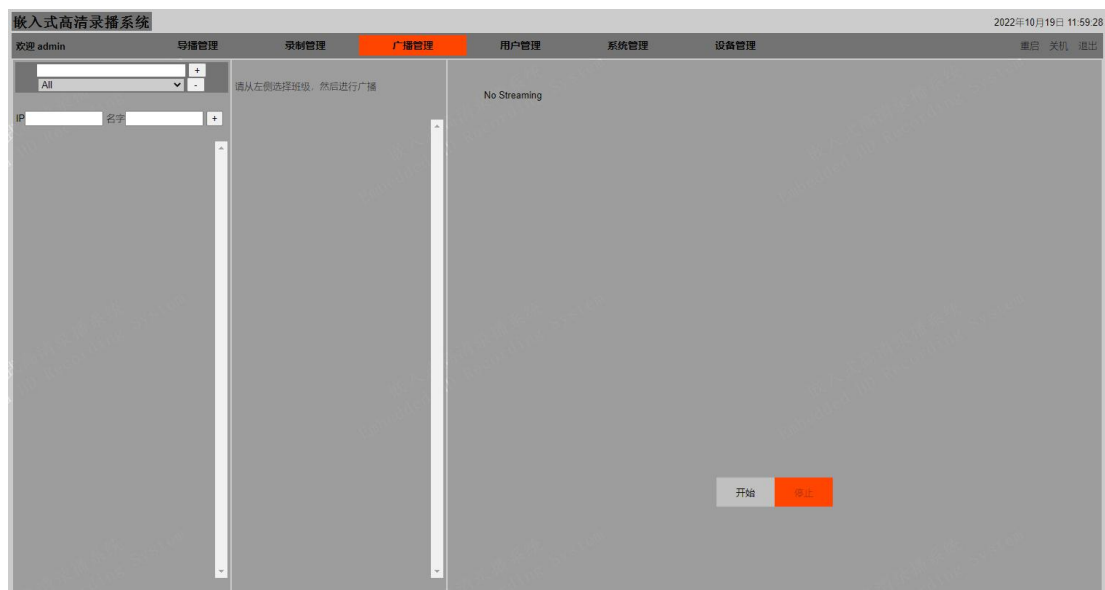 嵌入式高清录播系统
2022年10月19日 11:59:28
欢迎 admin 导播管理 录制管理 广播管理 用户管理 系统管理 设备管理 重启 关机 退出
+
All -
请从左侧选择班级，然后进行广播
No Streaming
IP 名字 +
开始 停止